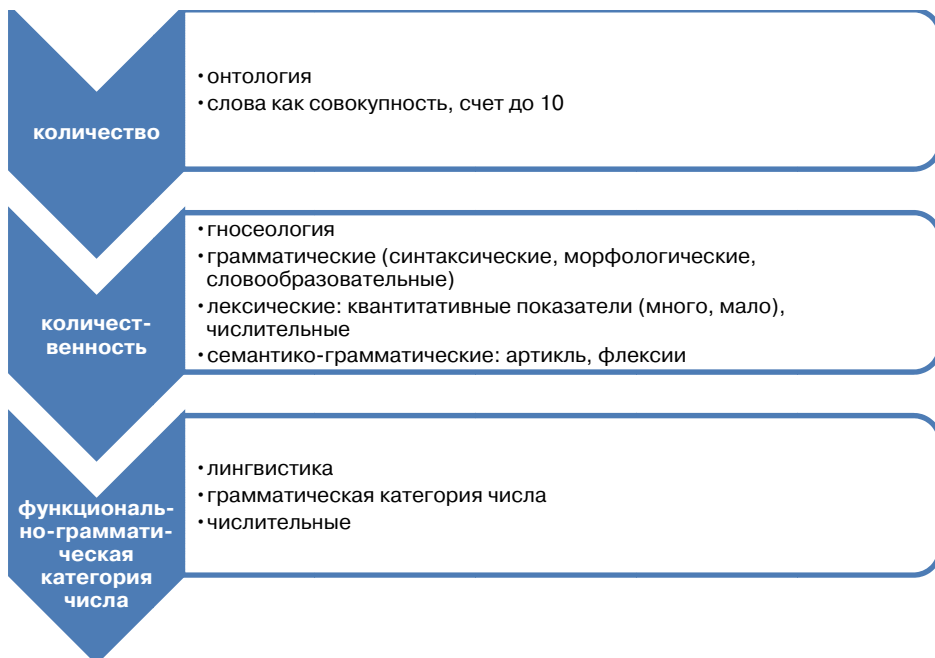 количество
•онтология
•слова как совокупность, счет до 10
количест-
венность
•гносеология
•грамматические (синтаксические, морфологические,
словообразовательные)
•лексические: квантитативные показатели (много, мало),
числительные
•семантико-грамматические: артикль, флексии
функциональ-
но-граммати-
ческая
категория
числа
•лингвистика
•грамматическая категория числа
•числительные